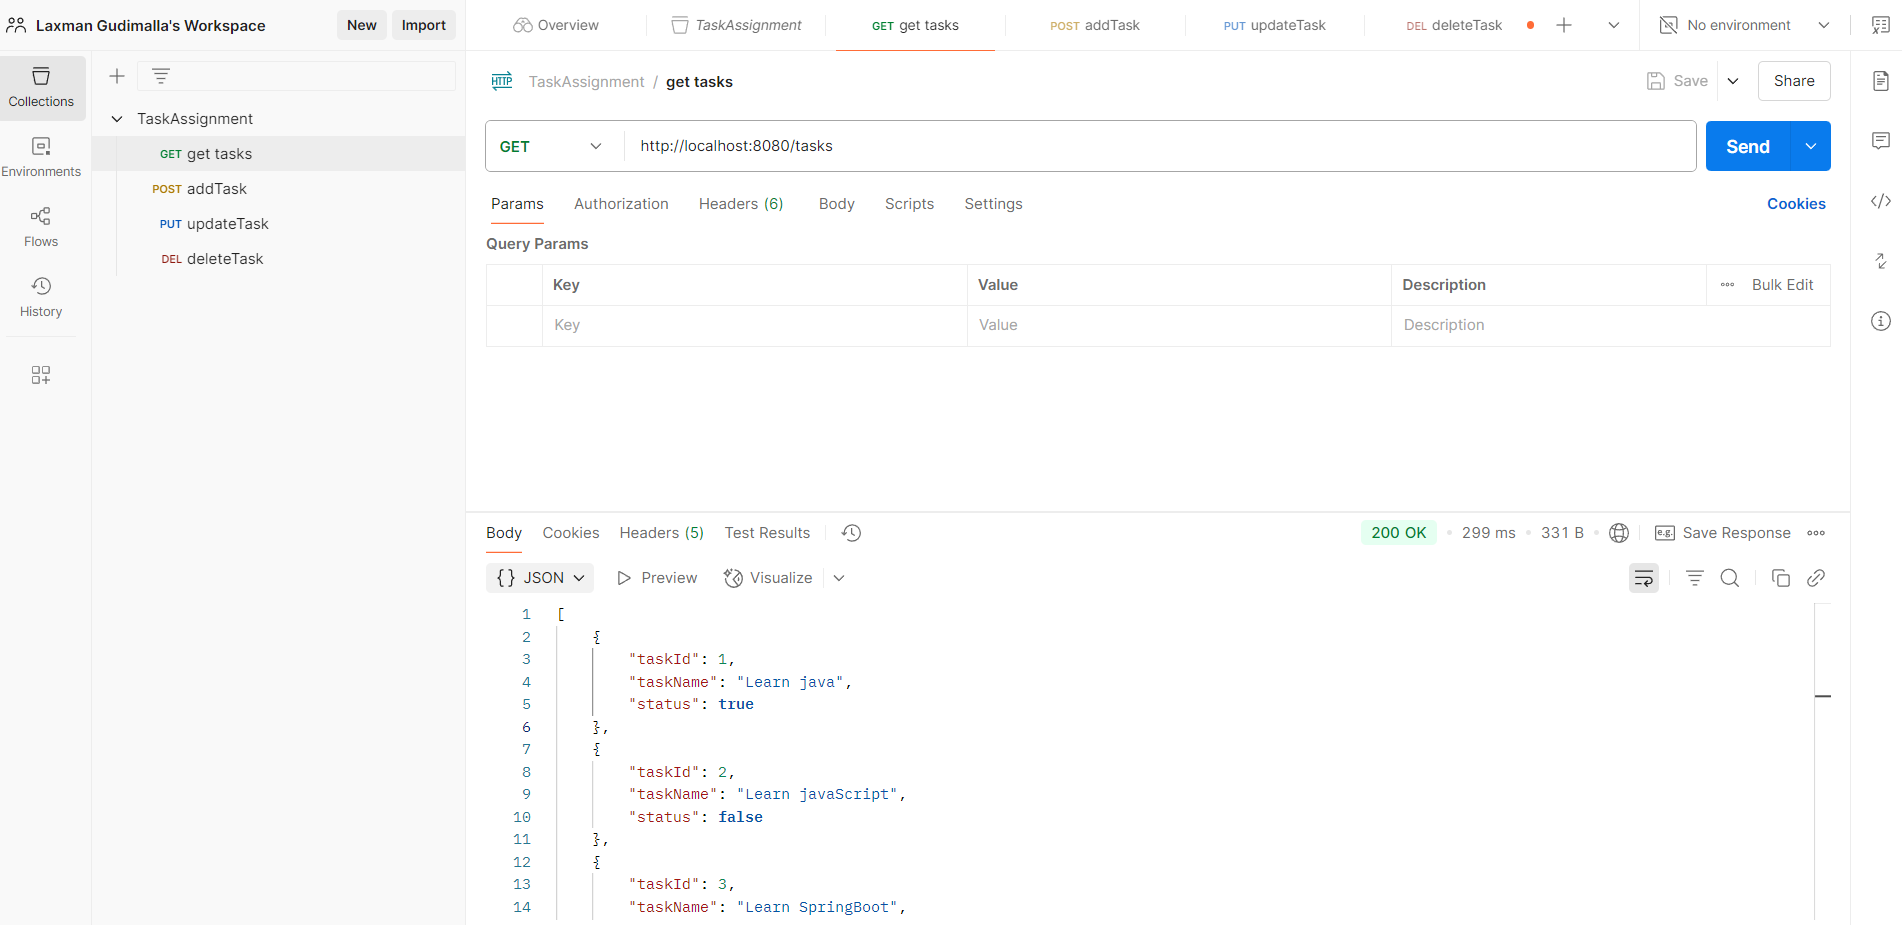 Laxman Gudimalla's Workspace
New
Import
Overview
TaskAssignment
GET get tasks
POST addTask
PUT updateTask
DEL deleteTask
No environment
Collections
Environments
Flows
History
TaskAssignment
GET get tasks
POST addTask
PUT updateTask
DEL deleteTask
HTTP TaskAssignment / get tasks
Save
Share
GET
http://localhost:8080/tasks
Send
Params Authorization Headers (6) Body Scripts Settings
Cookies
Query Params
Key Value Description Bulk Edit
Key Value Description
Body Cookies Headers (5) Test Results
200 OK • 299 ms • 331 B
e.g. Save Response
{} JSON
Preview
Visualize
1 [
2 {
3 "taskId": 1,
4 "taskName": "Learn java",
5 "status": true
6 },
7 {
8 "taskId": 2,
9 "taskName": "Learn javaScript",
10 "status": false
11 },
12 {
13 "taskId": 3,
14 "taskName": "Learn SpringBoot",